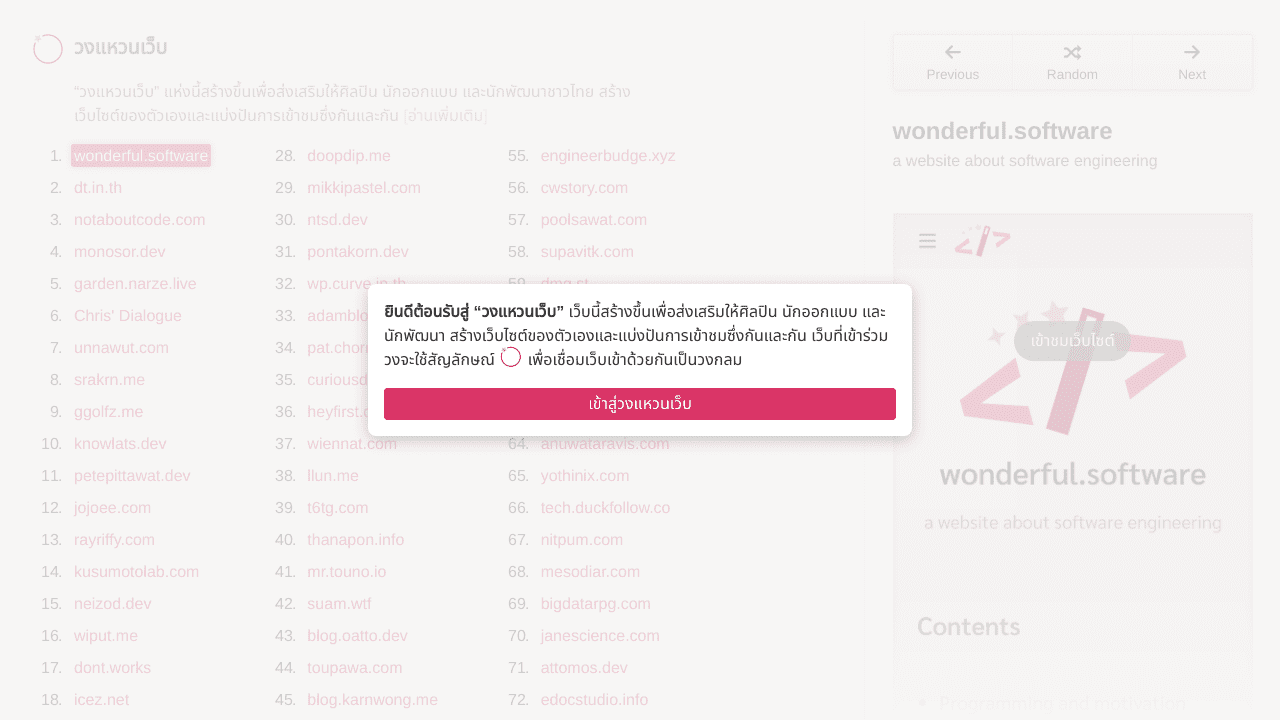 วงแหวนเว็บ
“วงแหวนเว็บ” แห่งนี้สร้างขึ้นเพื่อส่งเสริมให้ศิลปิน นักออกแบบ และนักพัฒนาชาวไทย สร้าง
เว็บไซต์ของตัวเองและแบ่งปันการเข้าชมซึ่งกันและกัน [อ่านเพิ่มเติม]
1. wonderful.software
2. dt.in.th
3. notaboutcode.com
4. monosor.dev
5. garden.narze.live
6. Chris' Dialogue
7. unnawut.com
8. srakrn.me
9. ggolfz.me
10. knowlats.dev
11. petepittawat.dev
12. jojoee.com
13. rayriffy.com
14. kusumotolab.com
15. neizod.dev
16. wiput.me
17. dont.works
18. icez.net
28. doopdip.me
29. mikkipastel.com
30. ntsd.dev
31. pontakorn.dev
32. wp.curve.in.th
33.
34.
35.
36.
37. wiennat.com
38. llun.me
39. t6tg.com
40. thanapon.info
41. mr.touno.io
42. suam.wtf
43. blog.oatto.dev
44. toupawa.com
45. blog.karnwong.me
55. engineerbudge.xyz
56. cwstory.com
57. poolsawat.com
58. supavitk.com
59. dmg.st
64. anuwataravis.com
65. yothinix.com
66. tech.duckfollow.co
67. nitpum.com
68. mesodiar.com
69. bigdatarpg.com
70. janescience.com
71. attomos.dev
72. edocstudio.info
ยินดีต้อนรับสู่ “วงแหวนเว็บ” เว็บนี้สร้างขึ้นเพื่อส่งเสริมให้ศิลปิน นักออกแบบ และ
นักพัฒนา สร้างเว็บไซต์ของตัวเองและแบ่งปันการเข้าชมซึ่งกันและกัน เว็บที่เข้าร่วม
วงจะใช้สัญลักษณ์ เพื่อเชื่อมเว็บเข้าด้วยกันเป็นวงกลม
เข้าสู่วงแหวนเว็บ
Previous
Random
Next
wonderful.software
a website about software engineering
เข้าชมเว็บไซต์
wonderful.software
a website about software engineering
Contents
Programming and motivation